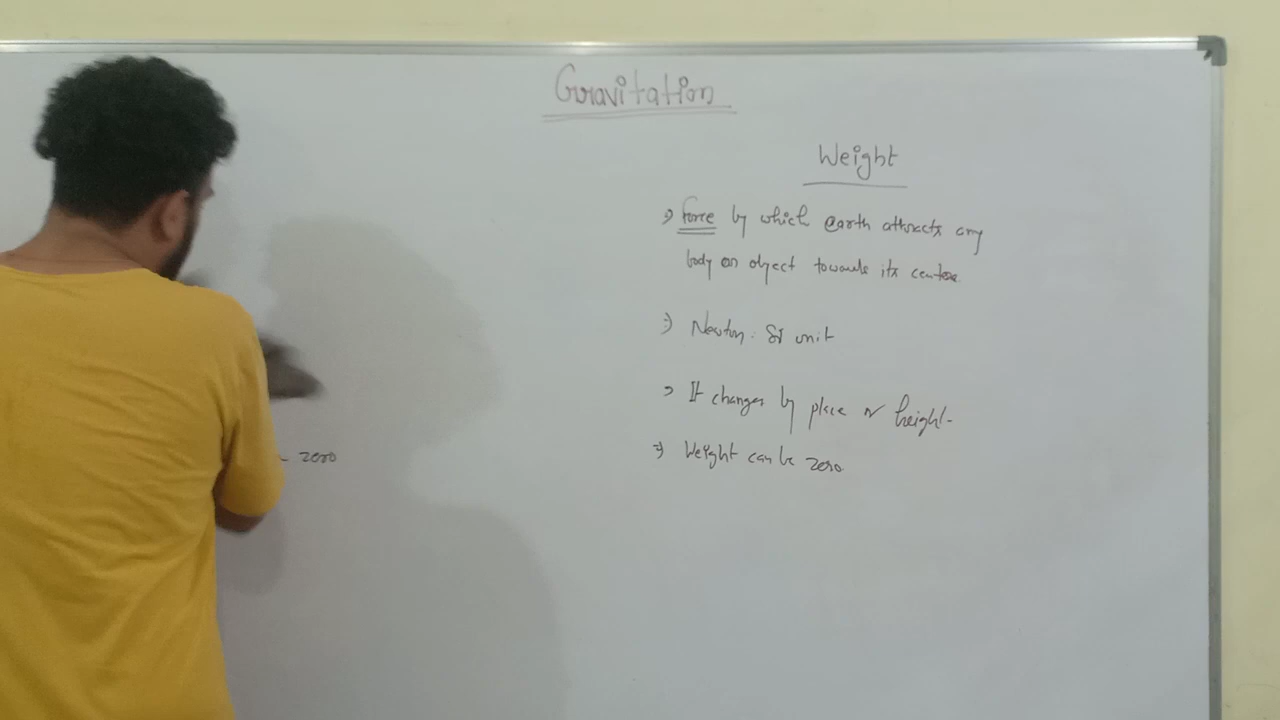 Gravitation
Weight
⇒ Force by which earth attracts any
body or object towards its centre.
⇒ Newton. SI unit
⇒ It changes by place or height.
⇒ Weight can be zero
zero